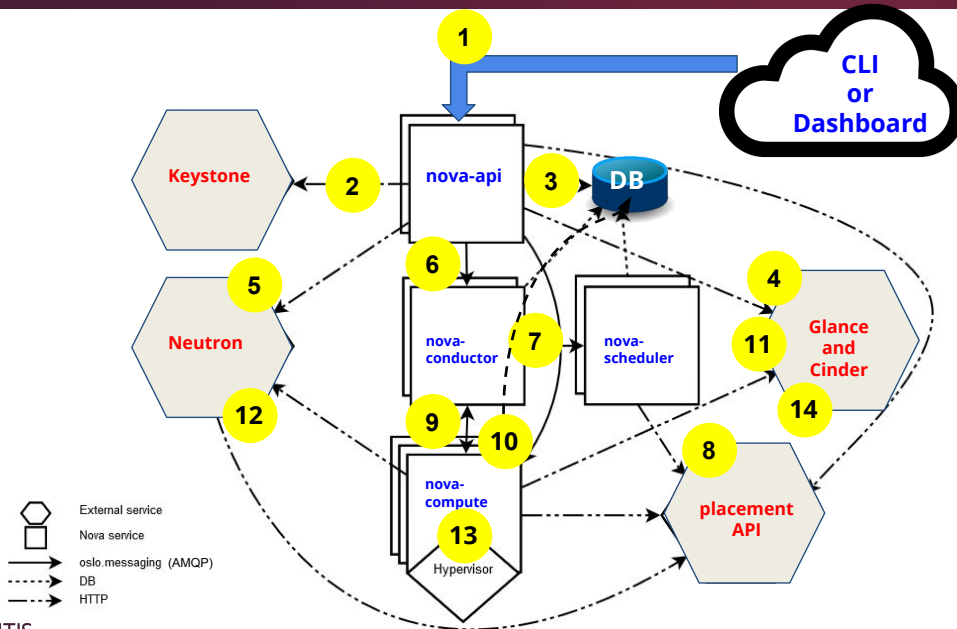 1
CLI
or
Dashboard
Keystone
2
nova-api
3
DB
6
5
4
Neutron
nova-
conductor
7
nova-
scheduler
11
Glance
and
Cinder
12
9
10
14
8
nova-
compute
placement
API
13
Hypervisor
External service
Nova service
oslo.messaging (AMQP)
DB
HTTP